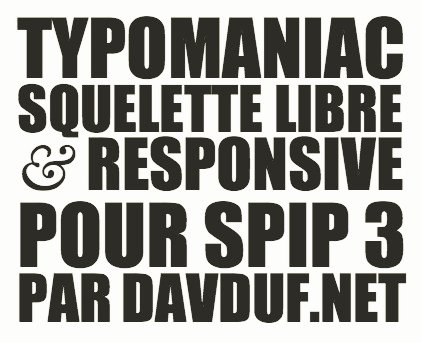 TYPOMANIAC
SQUELETTE LIBRE
& RESPONSIVE
POUR SPIP 3
PAR DAVDUF.NET